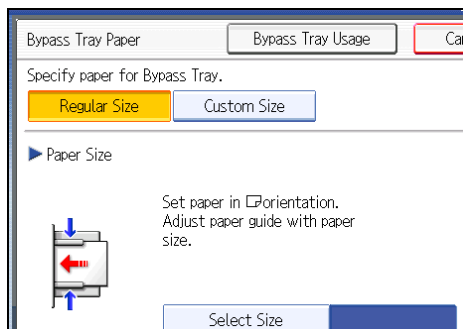 Bypass Tray Paper
Bypass Tray Usage
Specify paper for Bypass Tray.
Regular Size
Custom Size
Paper Size
Set paper in orientation.
Adjust paper guide with paper
size.
Select Size